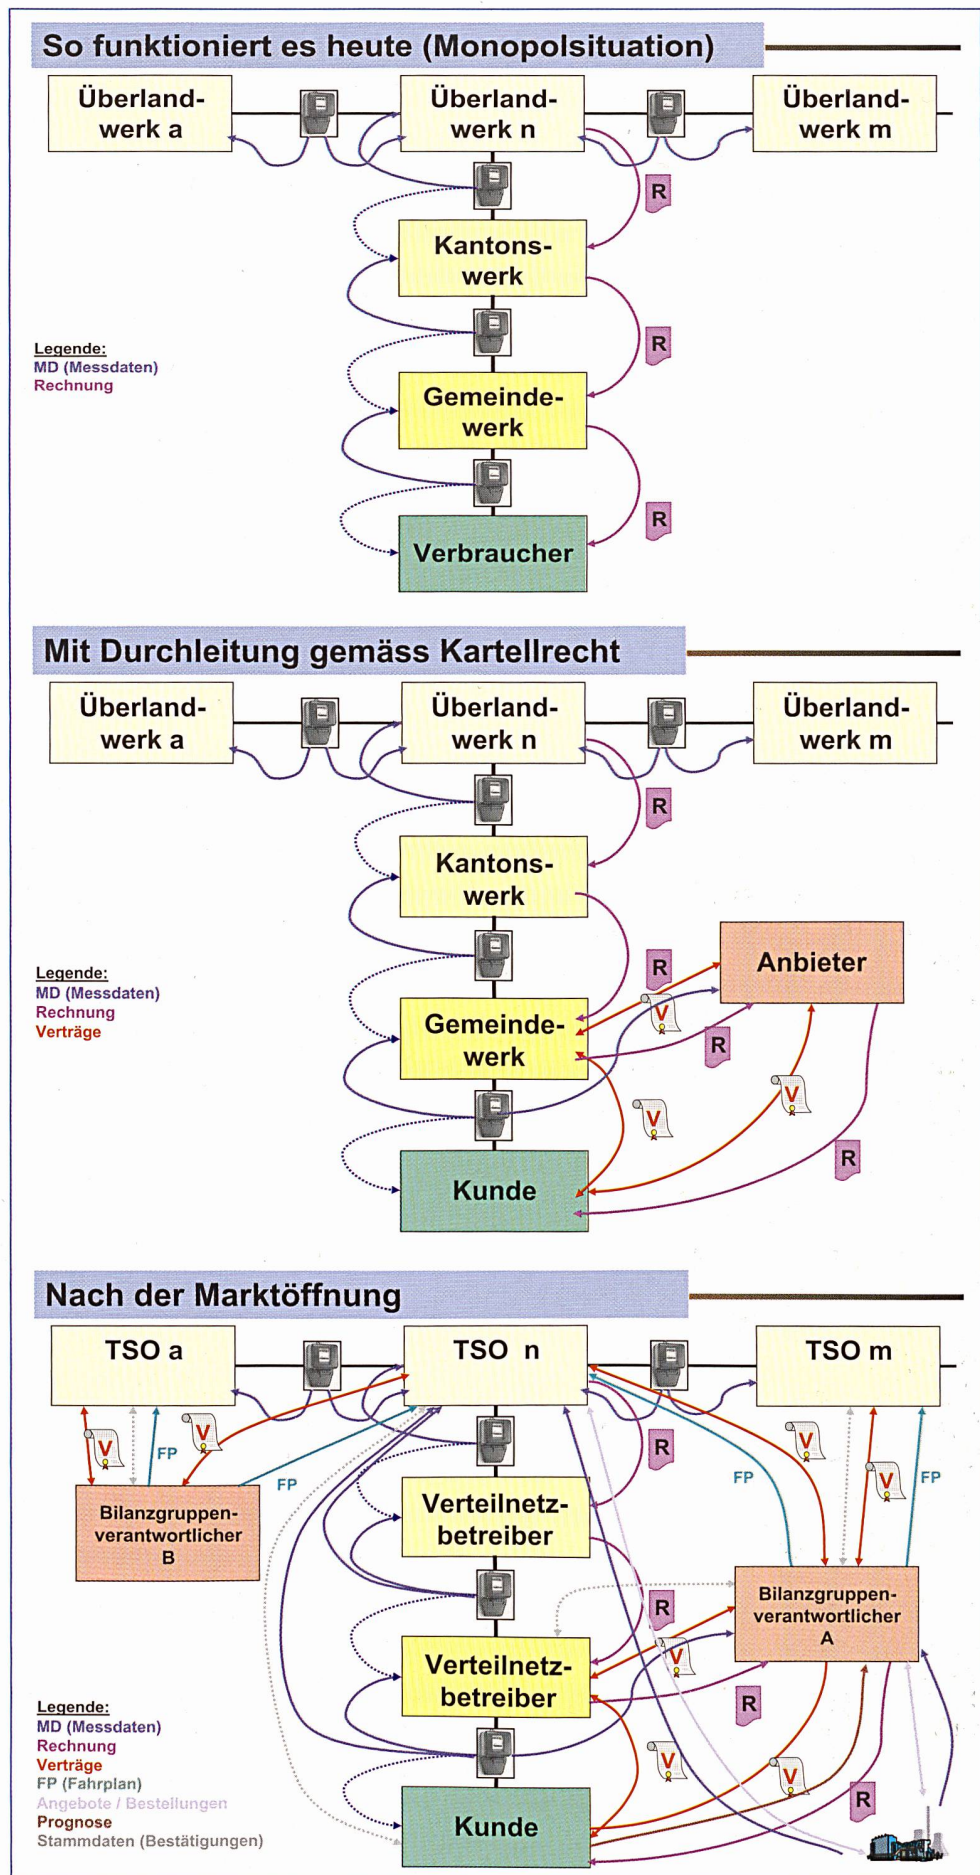 So funktioniert es heute (Monopolsituation)
Überland-
werk a
Überland-
werk n
Überland-
werk m
R
Kantons-
werk
R
Legende:
MD (Messdaten)
Rechnung
Gemeinde-
werk
R
Verbraucher
Mit Durchleitung gemäss Kartellrecht
Überland-
werk a
Überland-
werk n
Überland-
werk m
R
Kantons-
werk
Anbieter
R
Legende:
MD (Messdaten)
Rechnung
Verträge
Gemeinde-
werk
V
R
V
V
Kunde
R
Nach der Marktöffnung
TSO a
TSO n
TSO m
V
FP
V
FP
R
V
FP
V
FP
Bilanzgruppen-
verantwortlicher
B
Verteilnetz-
betreiber
Bilanzgruppen-
verantwortlicher
A
R
V
Verteilnetz-
betreiber
R
Legende:
MD (Messdaten)
Rechnung
Verträge
FP (Fahrplan)
Angebote / Bestellungen
Prognose
Stammdaten (Bestätigungen)
V
V
R
Kunde